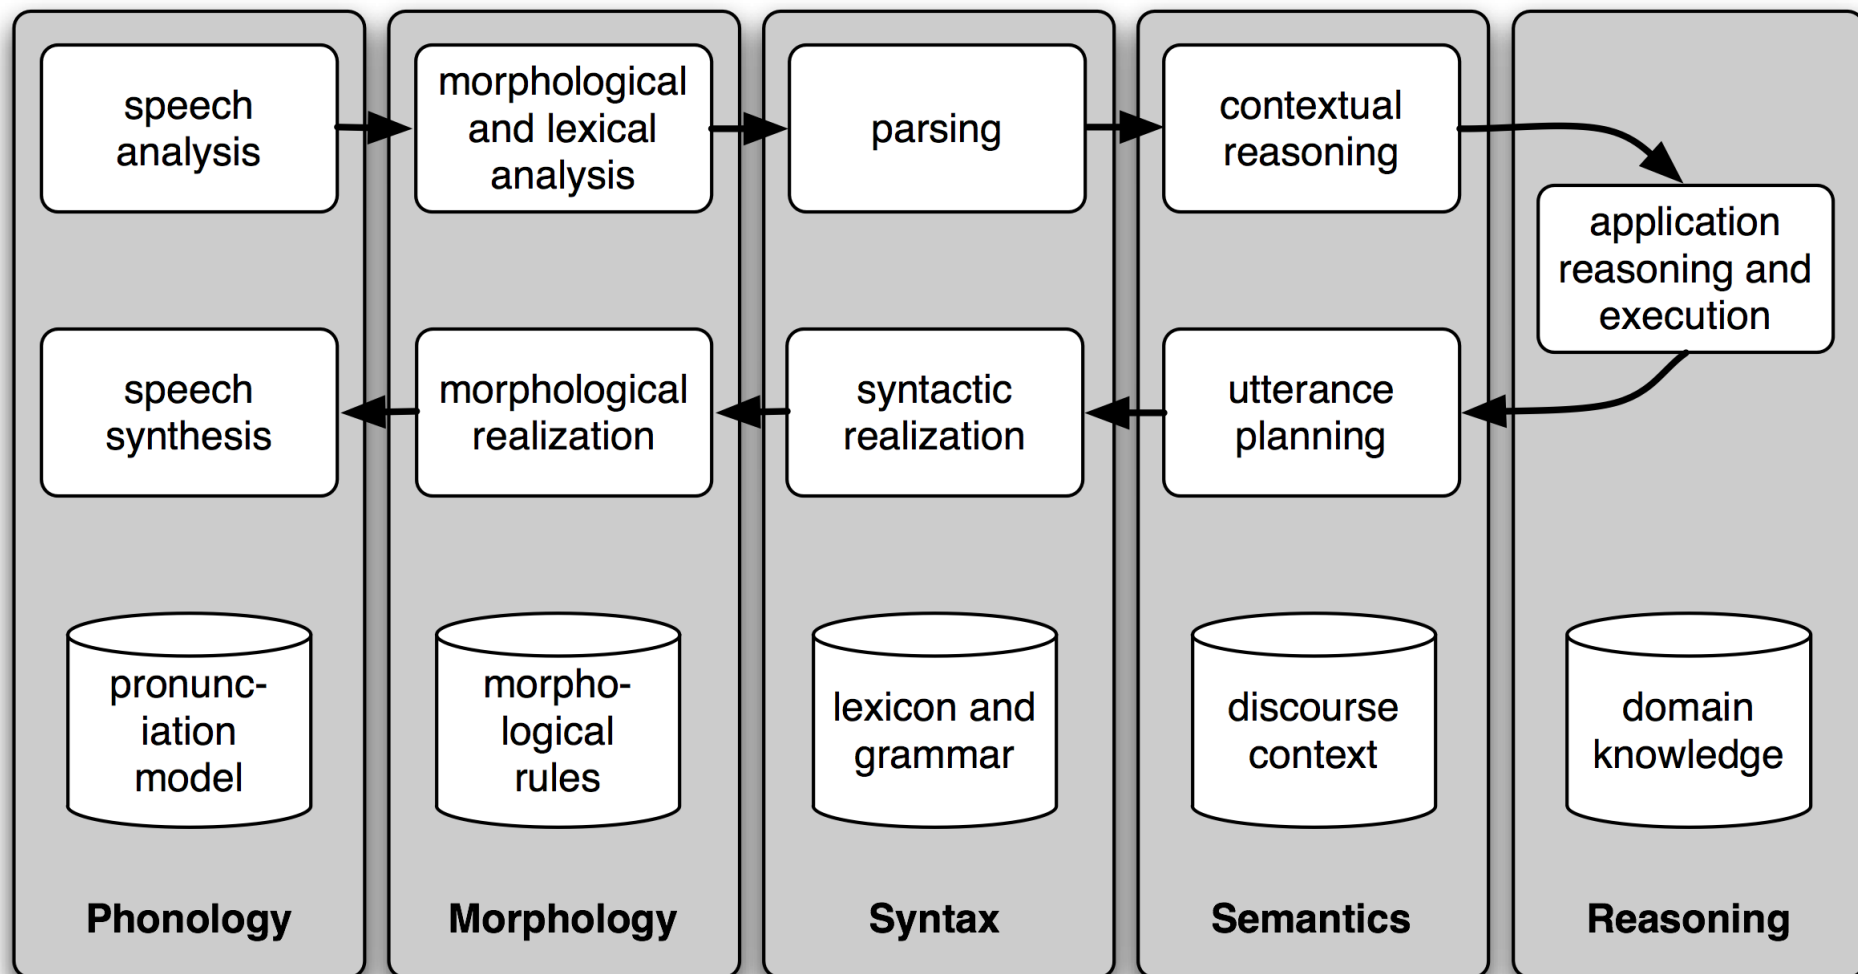 speech
analysis
morphological
and lexical
analysis
parsing
contextual
reasoning
application
reasoning and
execution
speech
synthesis
morphological
realization
syntactic
realization
utterance
planning
pronunc-
iation
model
morpho-
logical
rules
lexicon and
grammar
discourse
context
domain
knowledge
Phonology
Morphology
Syntax
Semantics
Reasoning